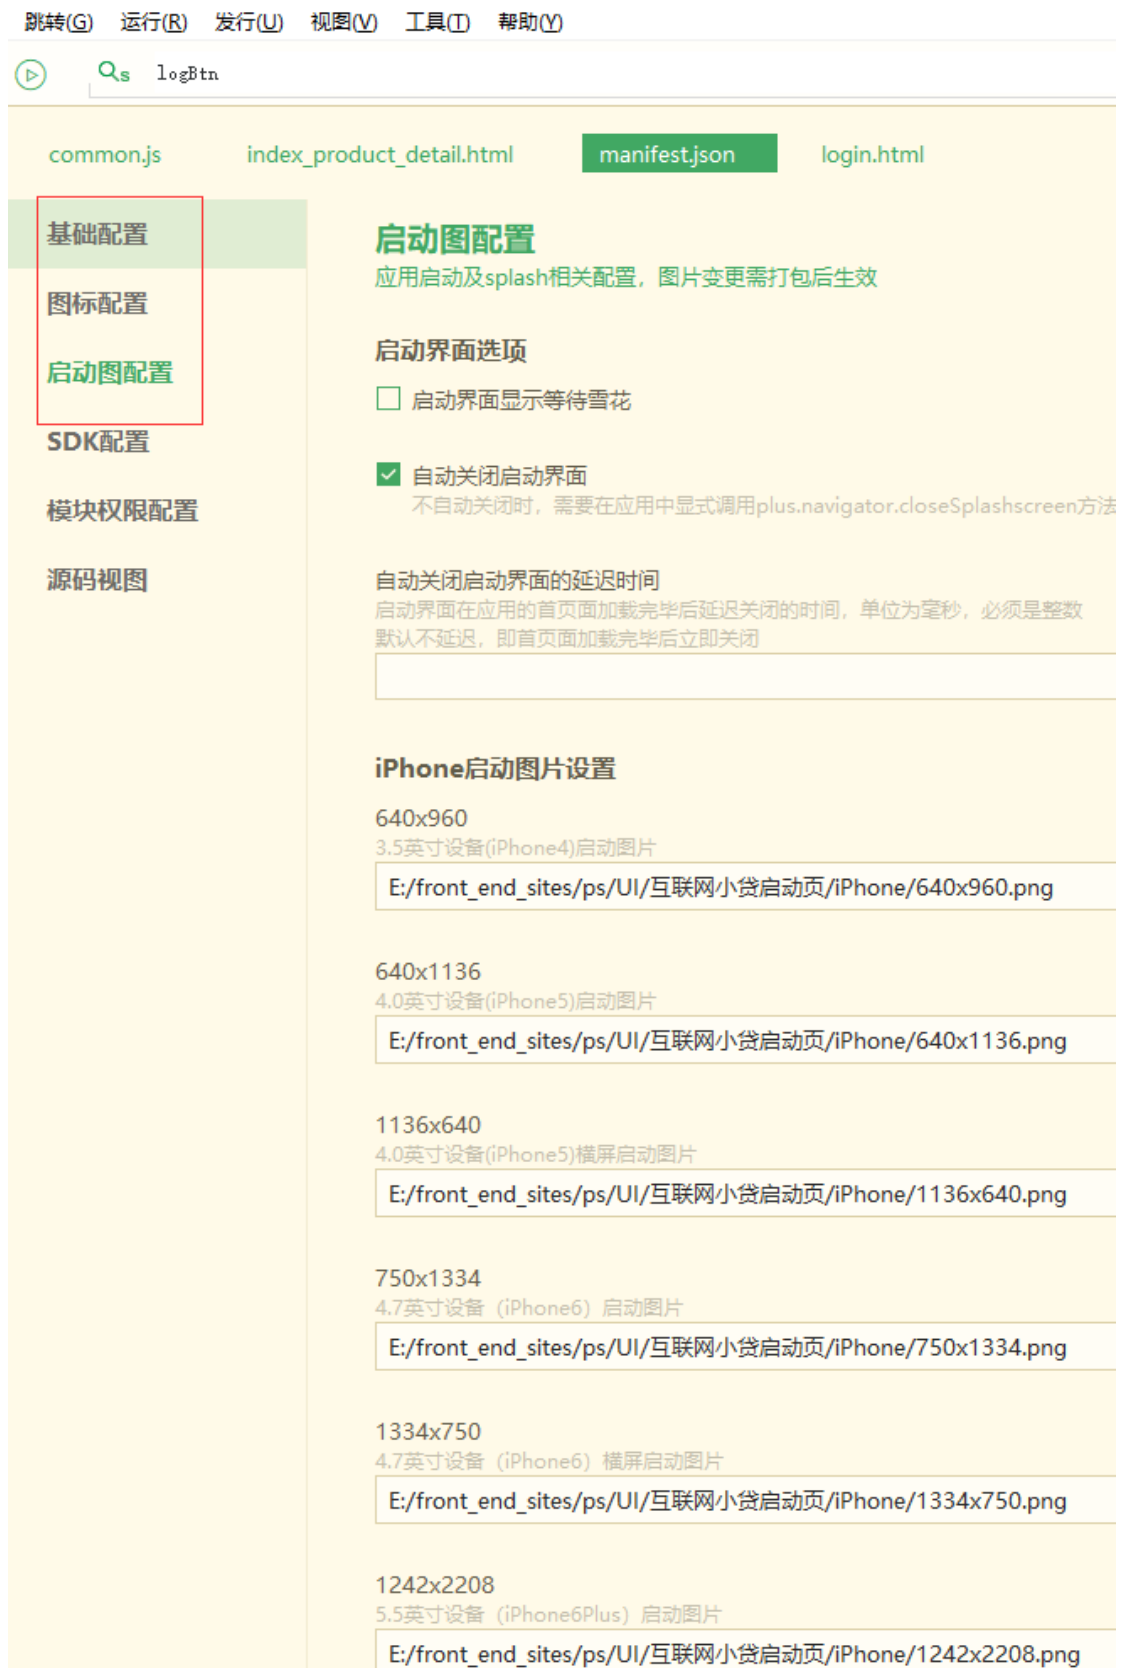 跳转(G) 运行(R) 发行(U) 视图(V) 工具(T) 帮助(Y)
logBtn
common.js index_product_detail.html manifest.json login.html
基础配置
图标配置
启动图配置
SDK配置
模块权限配置
源码视图
启动图配置
应用启动及splash相关配置，图片变更需打包后生效
启动界面选项
启动界面显示等待雪花
自动关闭启动界面
不自动关闭时，需要在应用中显式调用plus.navigator.closeSplashscreen方法
自动关闭启动界面的延迟时间
启动界面在应用的首页面加载完毕后延迟关闭的时间，单位为毫秒，必须是整数
默认不延迟，即首页面加载完毕后立即关闭
iPhone启动图片设置
640x960
3.5英寸设备(iPhone4)启动图片
E:/front_end_sites/ps/UI/互联网小贷启动页/iPhone/640x960.png
640x1136
4.0英寸设备(iPhone5)启动图片
E:/front_end_sites/ps/UI/互联网小贷启动页/iPhone/640x1136.png
1136x640
4.0英寸设备(iPhone5)横屏启动图片
E:/front_end_sites/ps/UI/互联网小贷启动页/iPhone/1136x640.png
750x1334
4.7英寸设备（iPhone6）启动图片
E:/front_end_sites/ps/UI/互联网小贷启动页/iPhone/750x1334.png
1334x750
4.7英寸设备（iPhone6）横屏启动图片
E:/front_end_sites/ps/UI/互联网小贷启动页/iPhone/1334x750.png
1242x2208
5.5英寸设备（iPhone6Plus）启动图片
E:/front_end_sites/ps/UI/互联网小贷启动页/iPhone/1242x2208.png